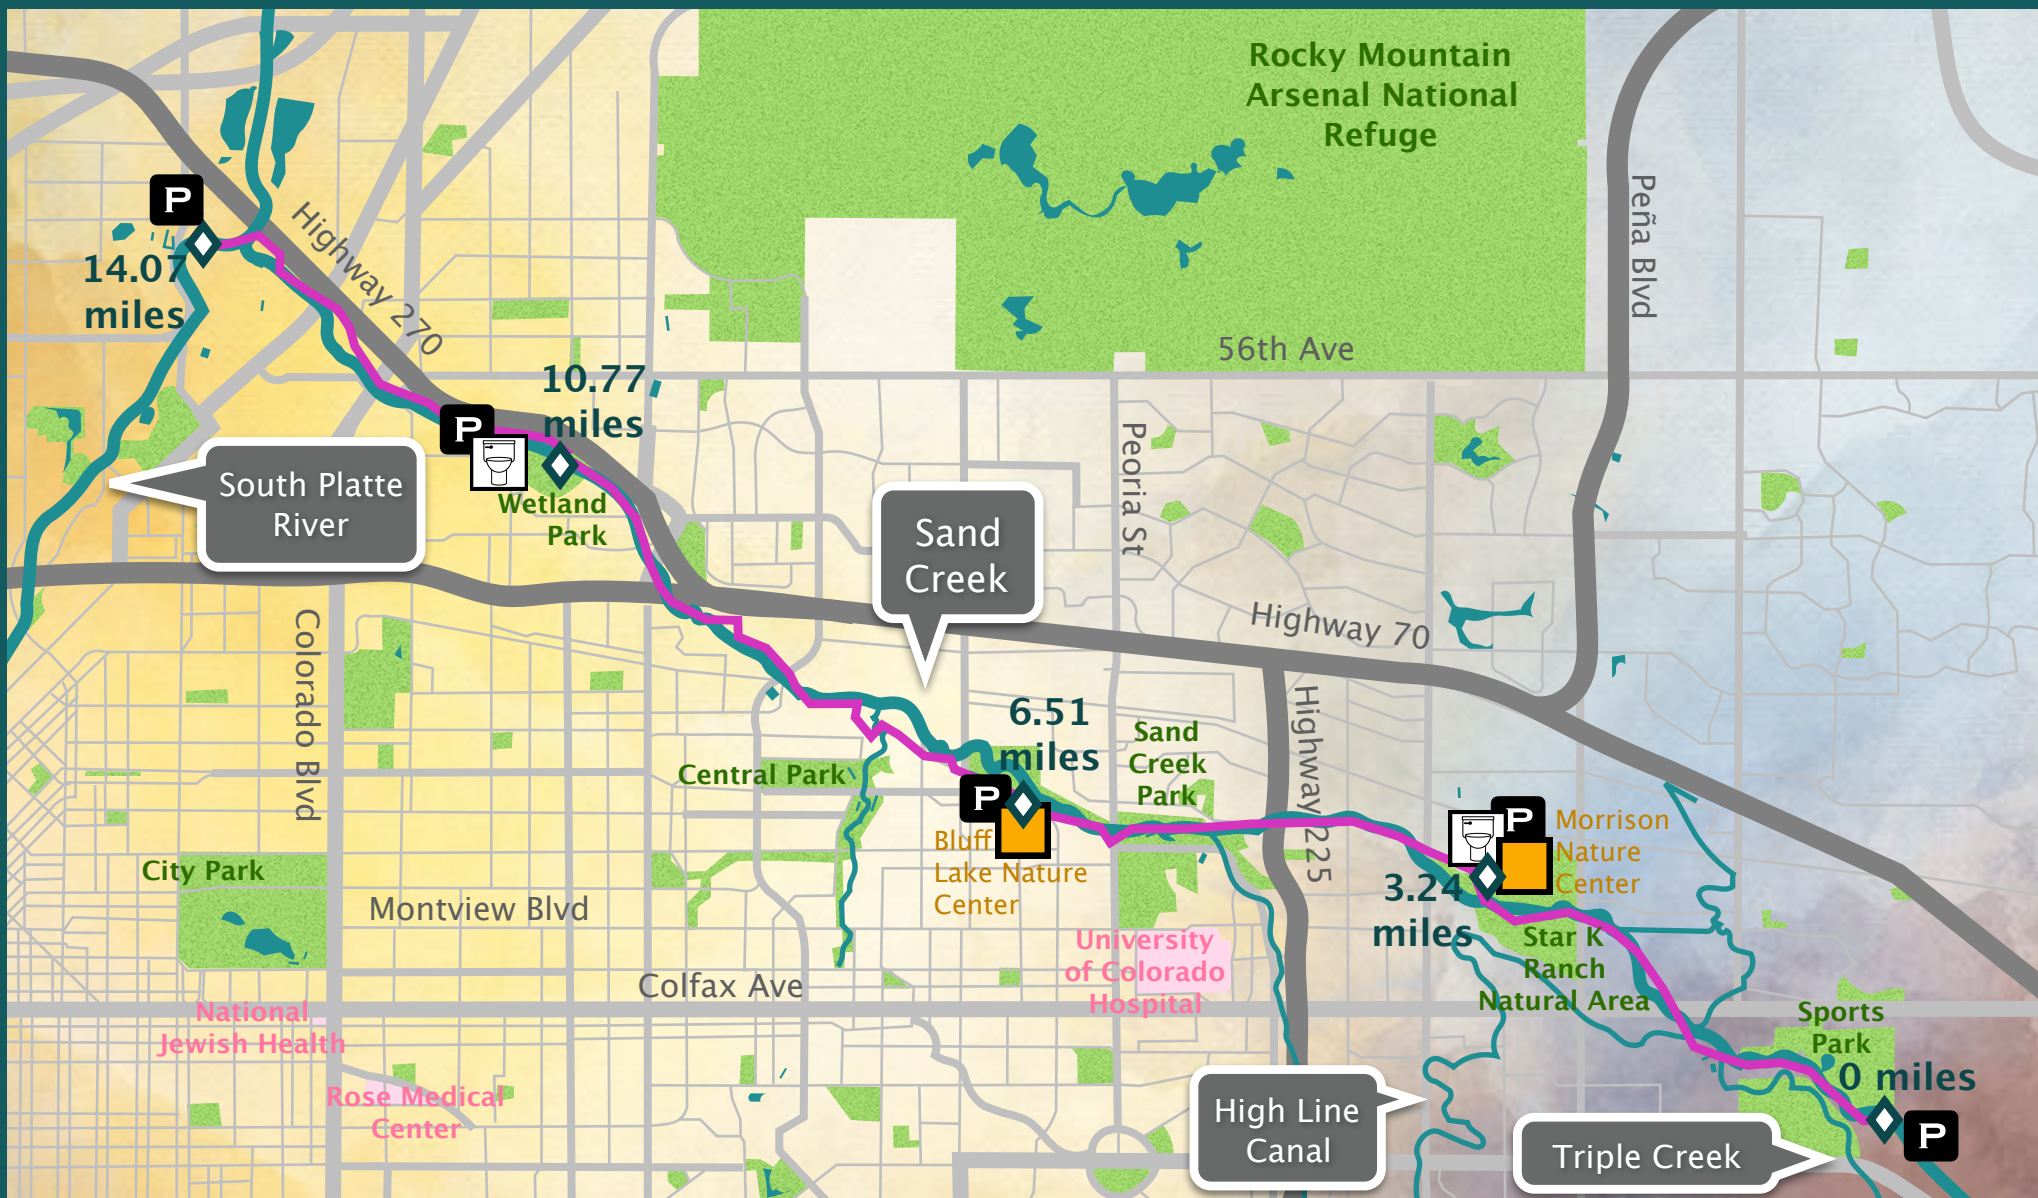 Rocky Mountain
Arsenal National
Refuge
P
Highway 270
14.07
miles
Peña Blvd
56th Ave
10.77
miles
P
South Platte
River
Wetland
Park
Peoria St
Sand
Creek
Highway 70
Colorado Blvd
Highway 225
6.51
miles
Sand
Creek
Park
Central Park
P
Bluff
Lake Nature
Center
P
Morrison
Nature
Center
City Park
Montview Blvd
3.24
miles
University
of Colorado
Hospital
Star K
Ranch
Natural Area
Colfax Ave
National
Jewish Health
Sports
Park
0 miles
Rose Medical
Center
High Line
Canal
Triple Creek
P